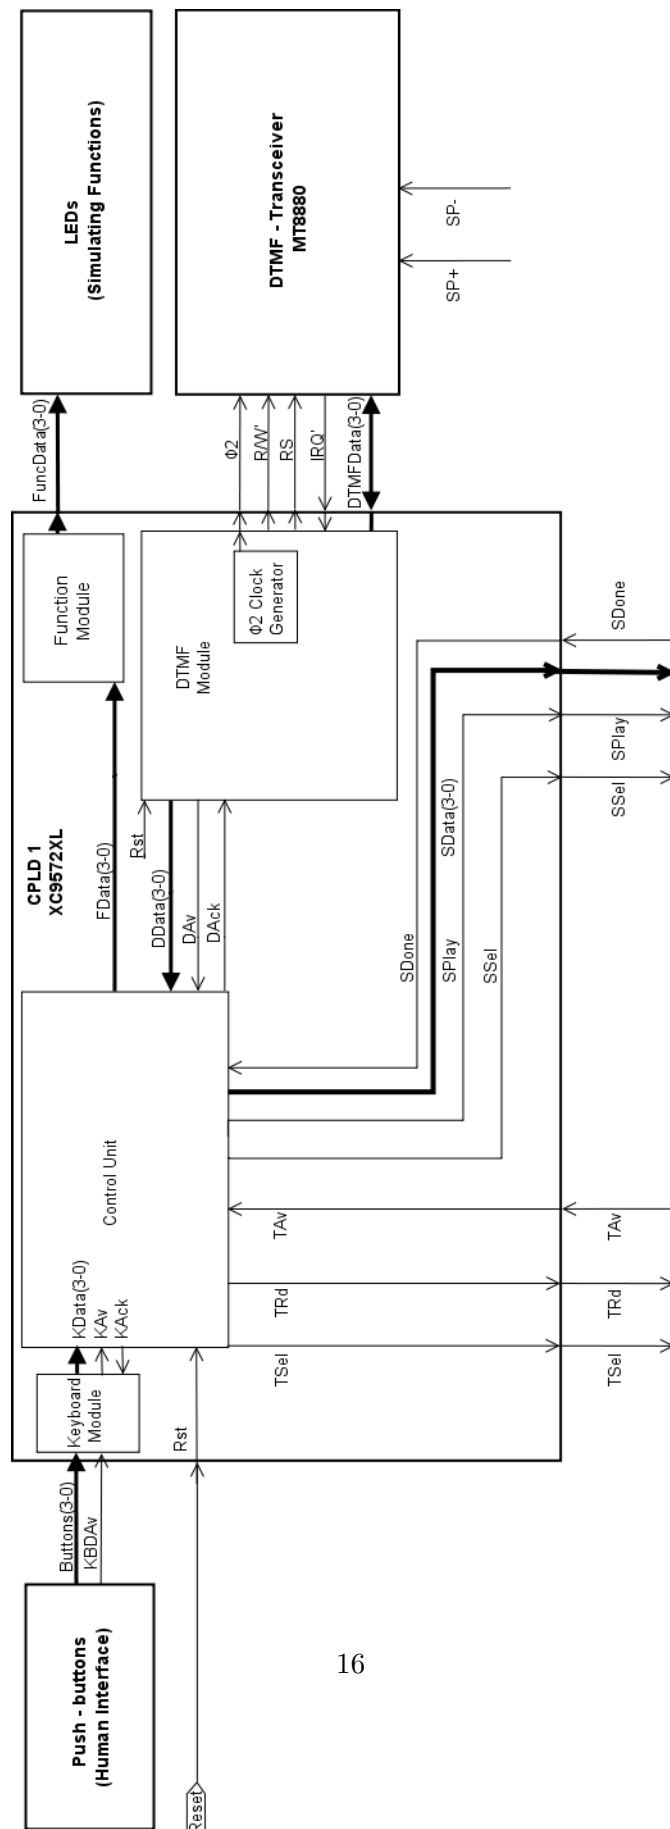 LEDs
(Simulating Functions)
DTMF - Transceiver
MT8880
SP-
SP+
FuncData(3-0)
Φ2
R/W'
RS
IRQ'
DTMFData(3-0)
Function
Module
Φ2 Clock
Generator
DTMF
Module
CPLD 1
XC9572XL
FData(3-0)
Rst
DData(3-0)
DAv
DAck
SDone
SPlay
SData(3-0)
SSel
SDone
SPlay
SSel
Control Unit
KData(3-0)
KAv
KAck
TAv
TRd
TSel
TAv
TRd
TSel
Keyboard
Module
Rst
Buttons(3-0)
KBDAv
Push - buttons
(Human Interface)
Reset
16